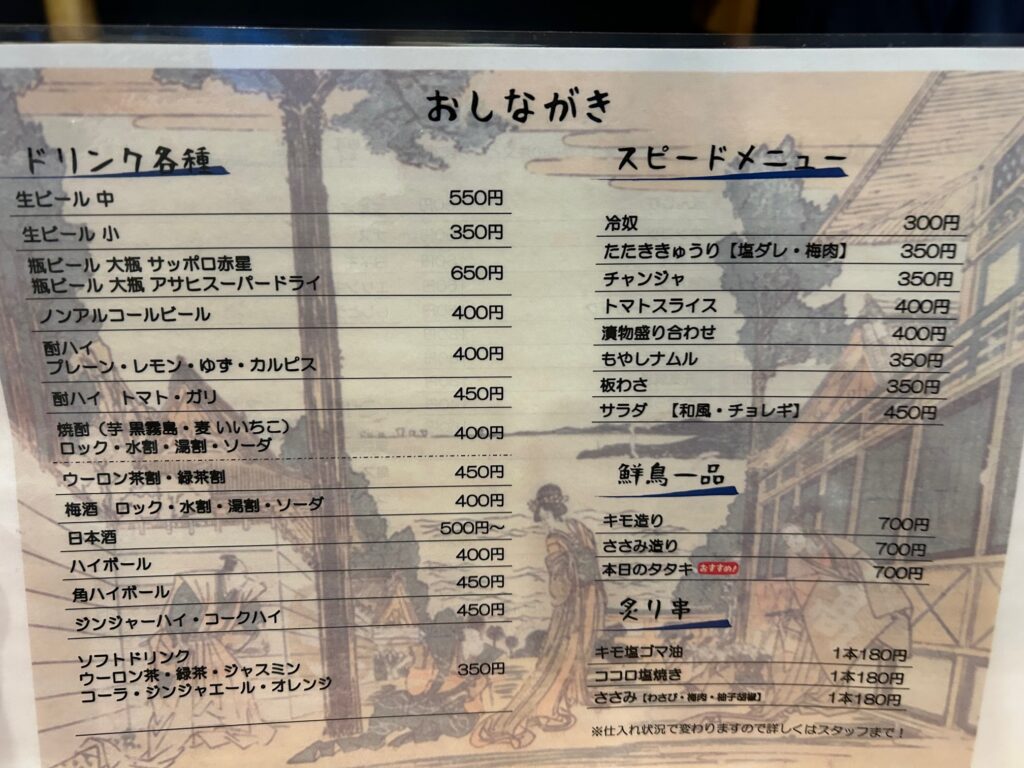 おしながき
ドリンク各種
生ビール 中 550円
生ビール 小 350円
瓶ビール 大瓶 サッポロ赤星
瓶ビール 大瓶 アサヒスーパードライ 650円
ノンアルコールビール 400円
酎ハイ
プレーン・レモン・ゆず・カルピス 400円
酎ハイ トマト・ガリ 450円
焼酎（芋 黒霧島・麦 いいちこ）
ロック・水割・湯割・ソーダ 400円
ウーロン茶割・緑茶割 450円
梅酒 ロック・水割・湯割・ソーダ 400円
日本酒 500円〜
ハイボール 400円
角ハイボール 450円
ジンジャーハイ・コークハイ 450円
ソフトドリンク
ウーロン茶・緑茶・ジャスミン 350円
コーラ・ジンジャエール・オレンジ
スピードメニュー
冷奴 300円
たたききゅうり【塩ダレ・梅肉】 350円
チャンジャ 350円
トマトスライス 400円
漬物盛り合わせ 400円
もやしナムル 350円
板わさ 350円
サラダ 【和風・チョレギ】 450円
鮮鳥一品
キモ造り 700円
ささみ造り 700円
本日のタタキ おすすめ! 700円
炙り串
キモ塩ゴマ油 1本180円
ココロ塩焼き 1本180円
ささみ【わさび・梅肉・柚子胡椒】 1本180円
※仕入れ状況で変わりますので詳しくはスタッフまで！